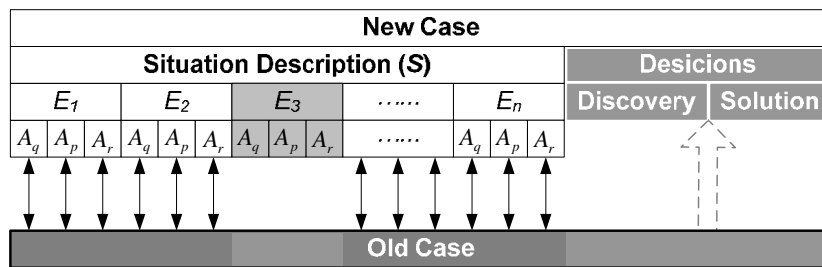 New Case
Situation Description (S) Desicions
E1 E2 E3 ...... En Discovery Solution
Aq Ap Ar Aq Ap Ar Aq Ap Ar ...... Aq Ap Ar
Old Case